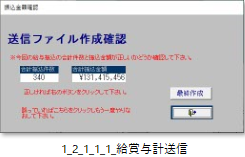 振込金額確認
送信ファイル作成確認
※今回の給与振込の合計件数と振込金額が正しいかどうか確認して下さい。
合計振込件数 合計振込金額
340 ¥131,415,456
正しければ右のボタンをクリックして下さい。
最終作成
誤っていればこちらをクリックしもう一度やりな
おして下さい。
1_2_1_1_1_給営与計送信